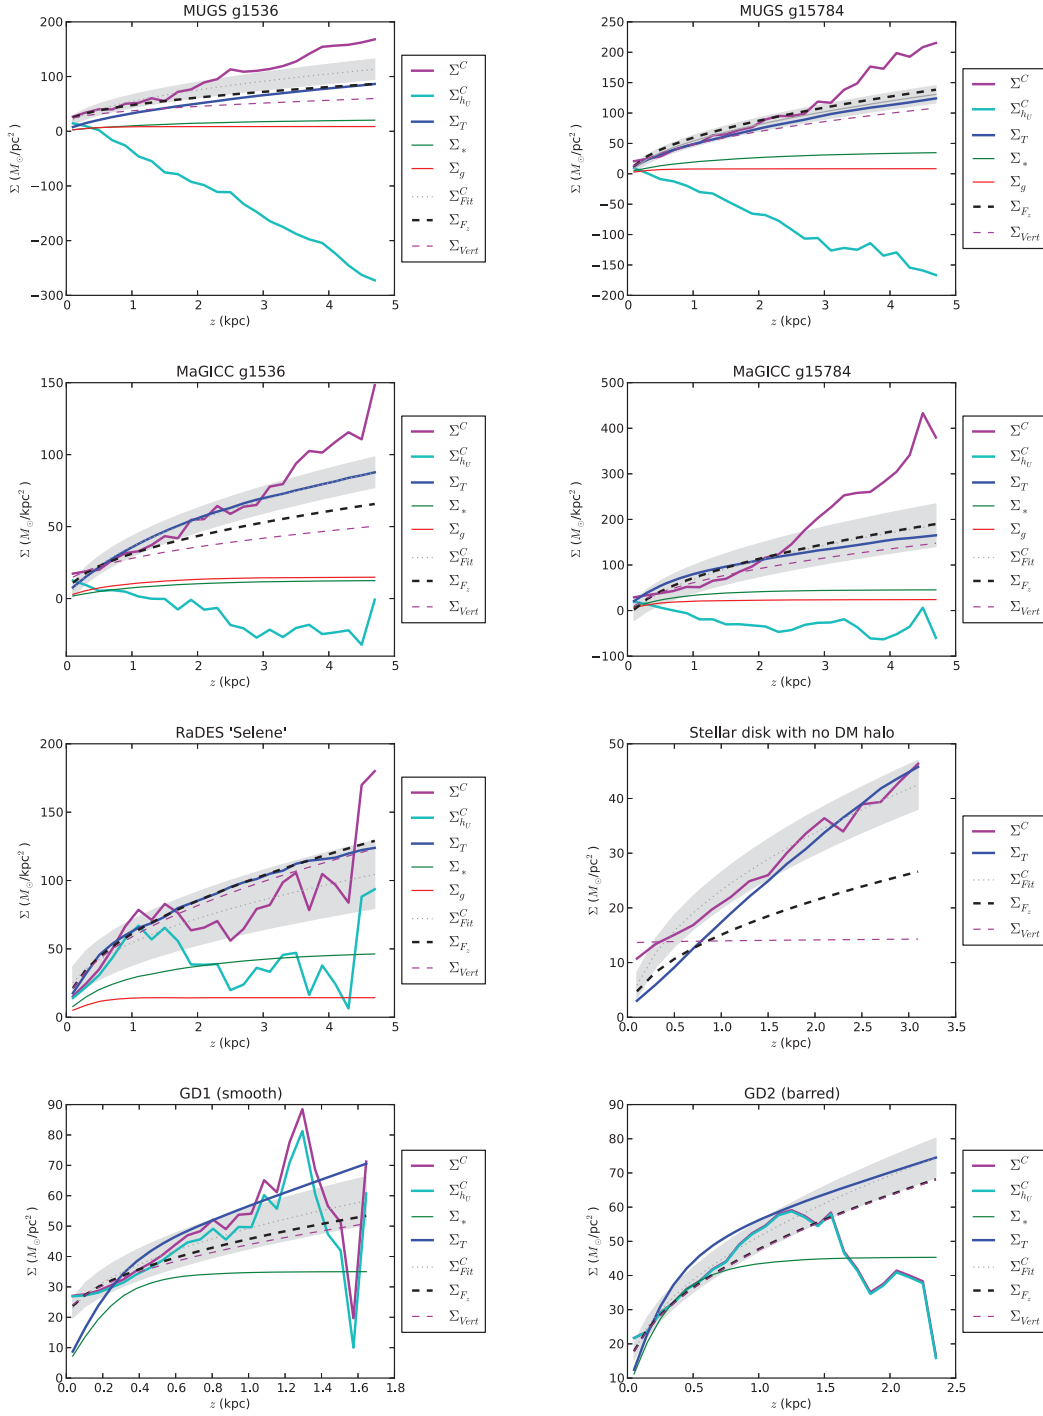 MUGS g1536
200
100
0
−100
−200
−300
0 1 2 3 4 5
Σ (M⊙/pc²)
z (kpc)
Σ^C
Σ^C_{h_U}
Σ_T
Σ_*
Σ_g
Σ^C_{Fit}
Σ_{F_z}
Σ_{Vert}
MUGS g15784
250
200
150
100
50
0
−50
−100
−150
−200
0 1 2 3 4 5
Σ (M⊙/pc²)
z (kpc)
Σ^C
Σ^C_{h_U}
Σ_T
Σ_*
Σ_g
Σ^C_{Fit}
Σ_{F_z}
Σ_{Vert}
MaGICC g1536
150
100
50
0
0 1 2 3 4 5
Σ (M⊙/kpc²)
z (kpc)
Σ^C
Σ^C_{h_U}
Σ_T
Σ_*
Σ_g
Σ^C_{Fit}
Σ_{F_z}
Σ_{Vert}
MaGICC g15784
500
400
300
200
100
0
−100
0 1 2 3 4 5
Σ (M⊙/kpc²)
z (kpc)
Σ^C
Σ^C_{h_U}
Σ_T
Σ_*
Σ_g
Σ^C_{Fit}
Σ_{F_z}
Σ_{Vert}
RaDES 'Selene'
200
150
100
50
0
0 1 2 3 4 5
Σ (M⊙/kpc²)
z (kpc)
Σ^C
Σ^C_{h_U}
Σ_T
Σ_*
Σ_g
Σ^C_{Fit}
Σ_{F_z}
Σ_{Vert}
Stellar disk with no DM halo
50
40
30
20
10
0
0.0 0.5 1.0 1.5 2.0 2.5 3.0 3.5
Σ (M⊙/pc²)
z (kpc)
Σ^C
Σ_T
Σ^C_{Fit}
Σ_{F_z}
Σ_{Vert}
GD1 (smooth)
90
80
70
60
50
40
30
20
10
0
0.0 0.2 0.4 0.6 0.8 1.0 1.2 1.4 1.6 1.8
Σ (M⊙/pc²)
z (kpc)
Σ^C
Σ^C_{h_U}
Σ_*
Σ_T
Σ^C_{Fit}
Σ_{F_z}
Σ_{Vert}
GD2 (barred)
90
80
70
60
50
40
30
20
10
0.0 0.5 1.0 1.5 2.0 2.5
Σ (M⊙/pc²)
z (kpc)
Σ^C
Σ^C_{h_U}
Σ_*
Σ_T
Σ^C_{Fit}
Σ_{F_z}
Σ_{Vert}